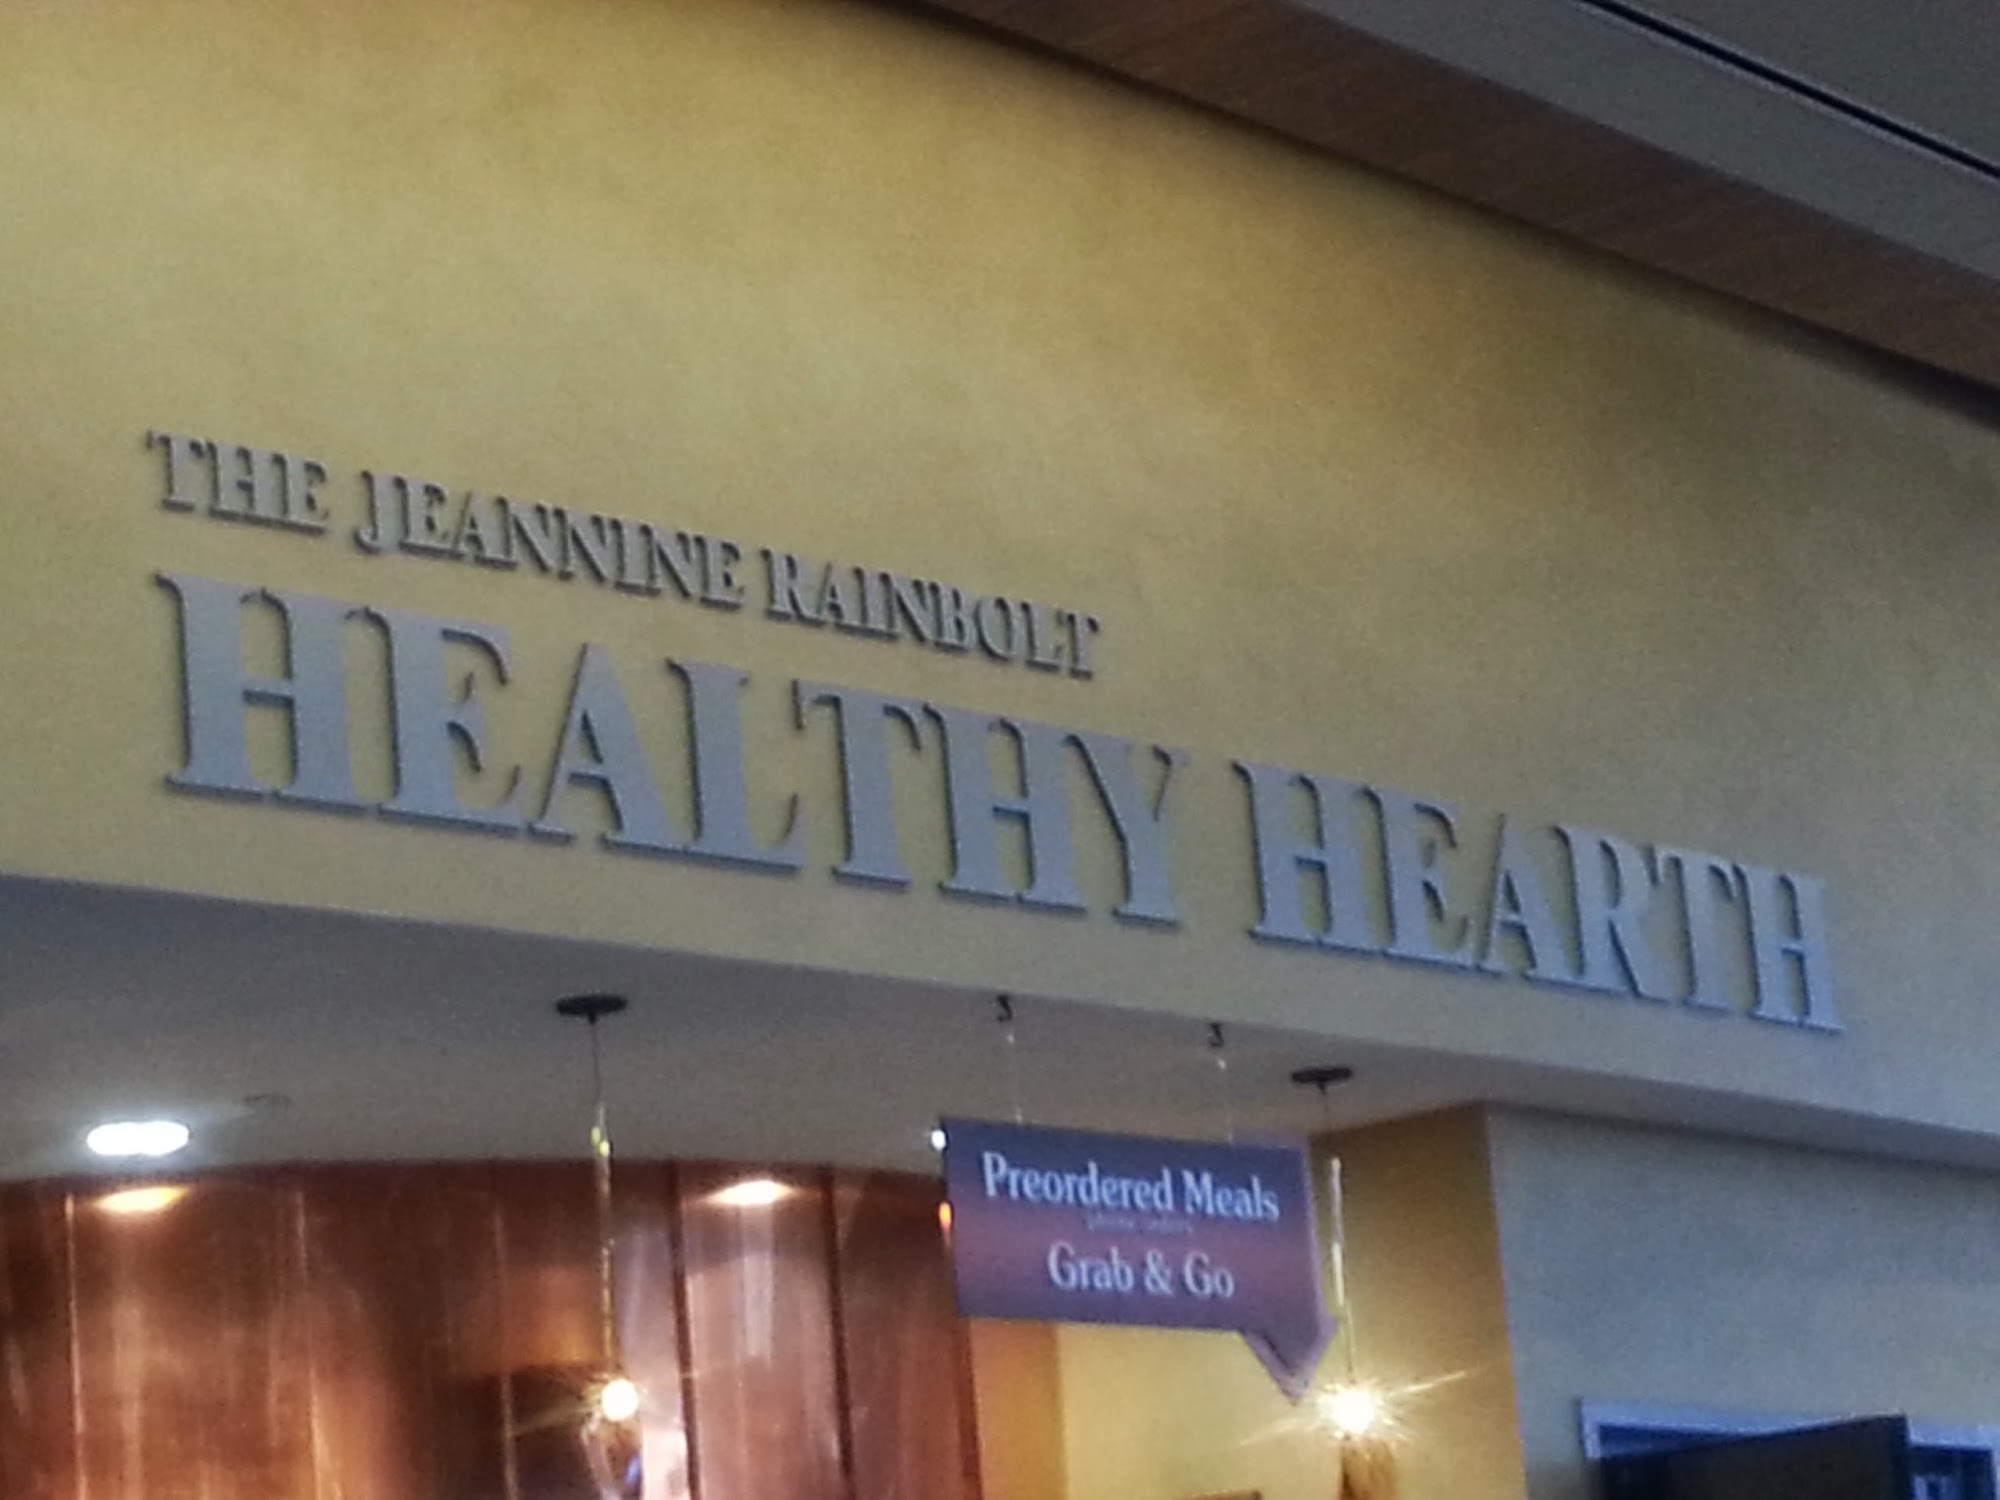 THE JEANNINE RAINBOLT
HEALTHY HEARTH
Preordered Meals
Grab & Go